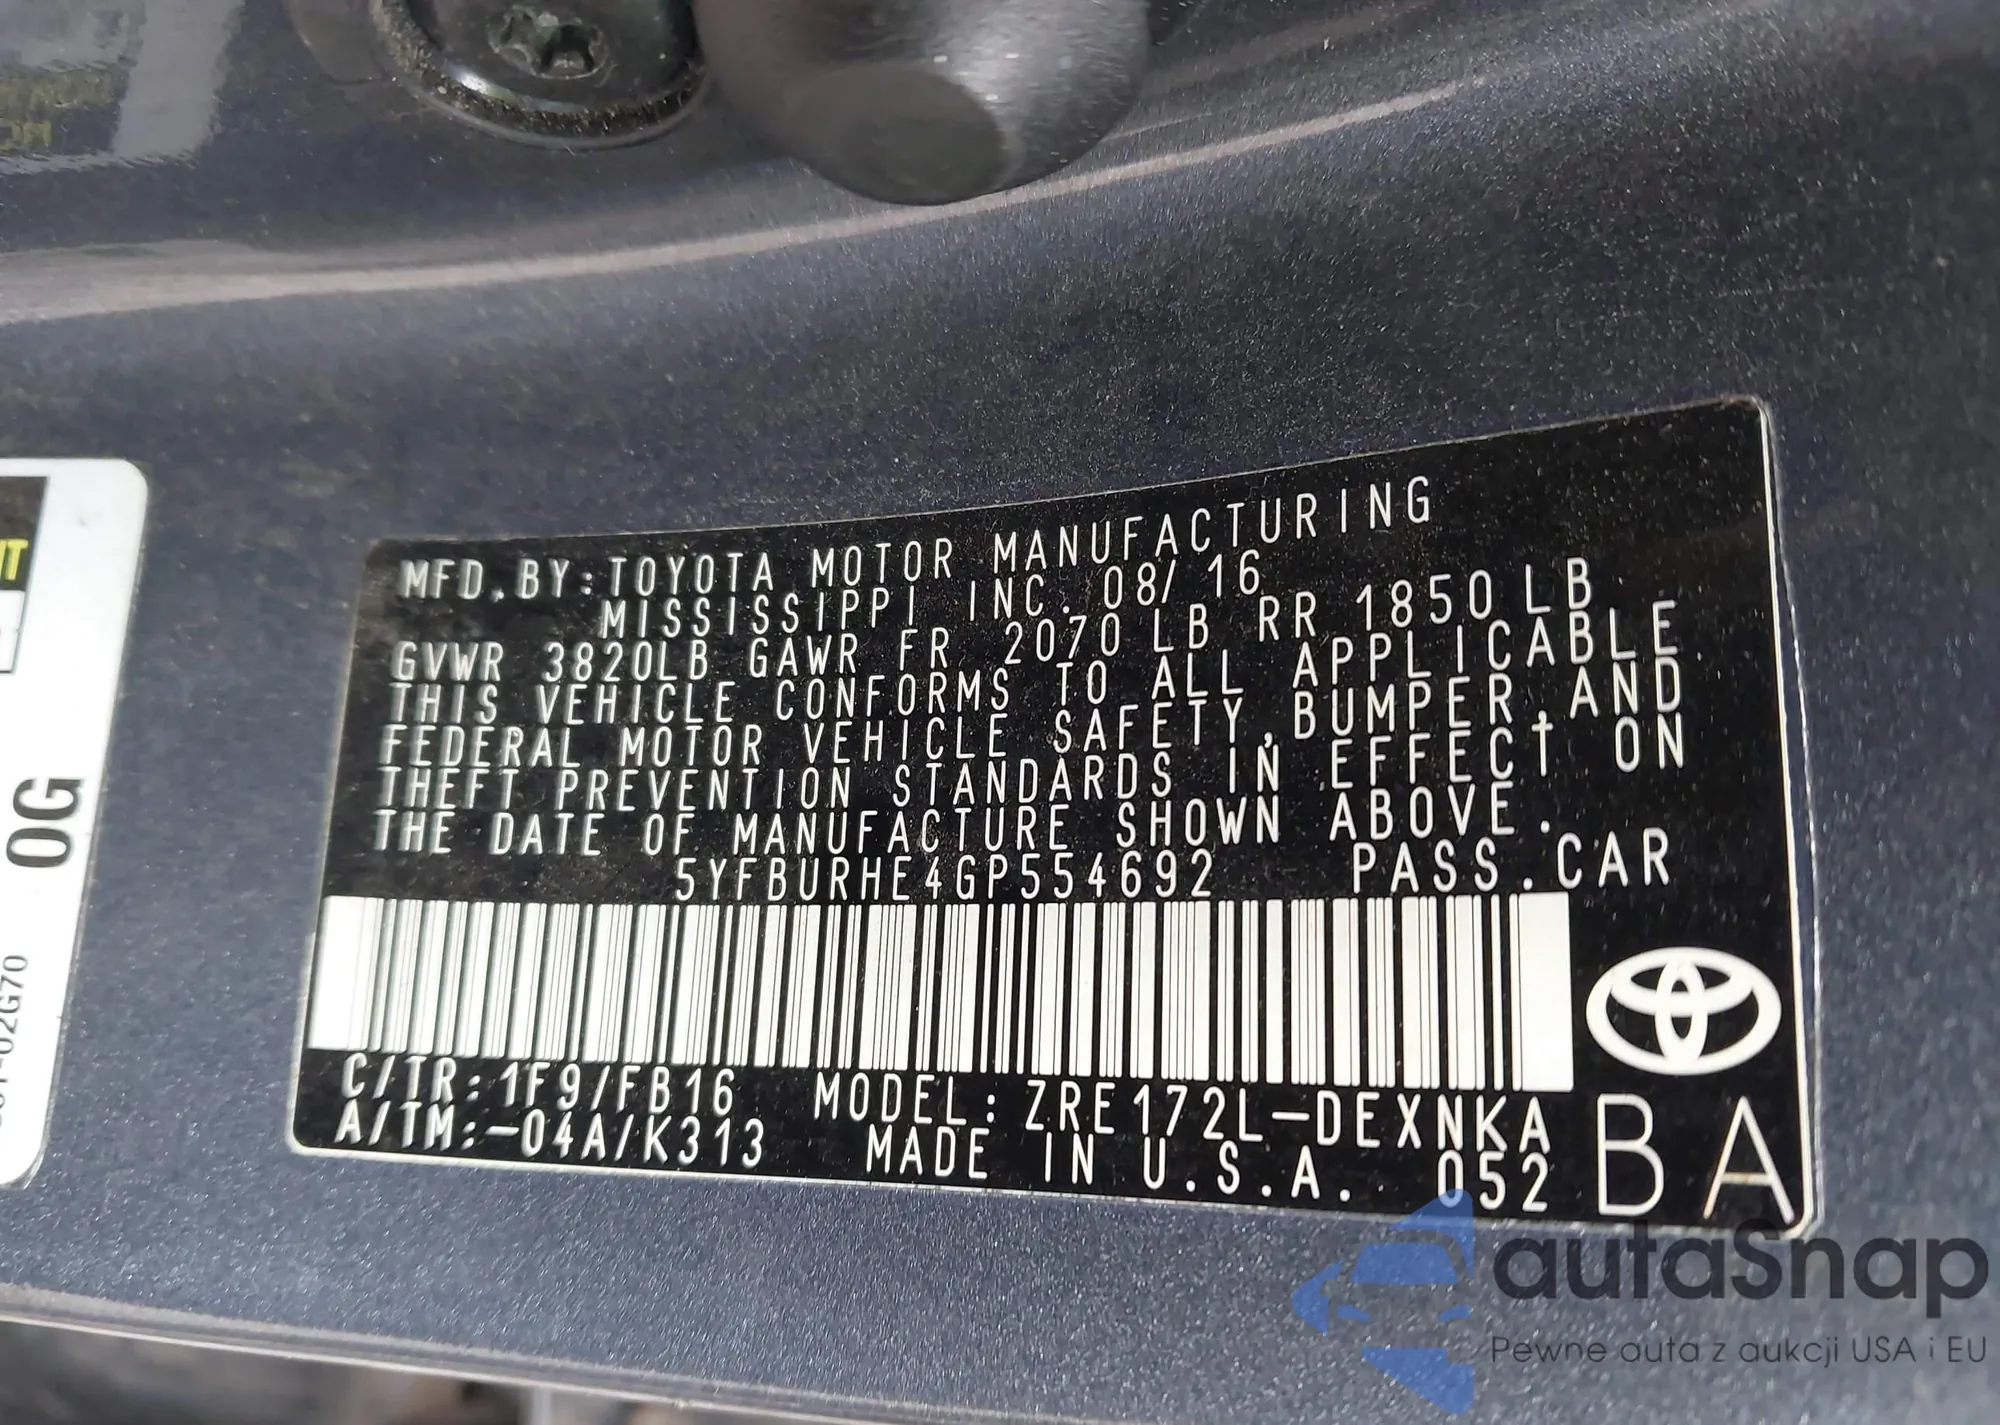 MFD.BY:TOYOTA MOTOR MANUFACTURING
MISSISSIPPI INC. 08/16
GVWR 3820LB GAWR FR 2070LB RR 1850LB
THIS VEHICLE CONFORMS TO ALL APPLICABLE
FEDERAL MOTOR VEHICLE SAFETY,BUMPER,AND
THEFT PREVENTION STANDARDS IN EFFECT ON
THE DATE OF MANUFACTURE SHOWN ABOVE.
5YFBURHE4GP554692 PASS.CAR
C/TR:1F9/FB16 MODEL:ZRE172L-DEXNKA
A/TM:-04A/K313 MADE IN U.S.A. 052
BA
0G
02G70
autaSnap
Pewne auta z aukcji USA i EU